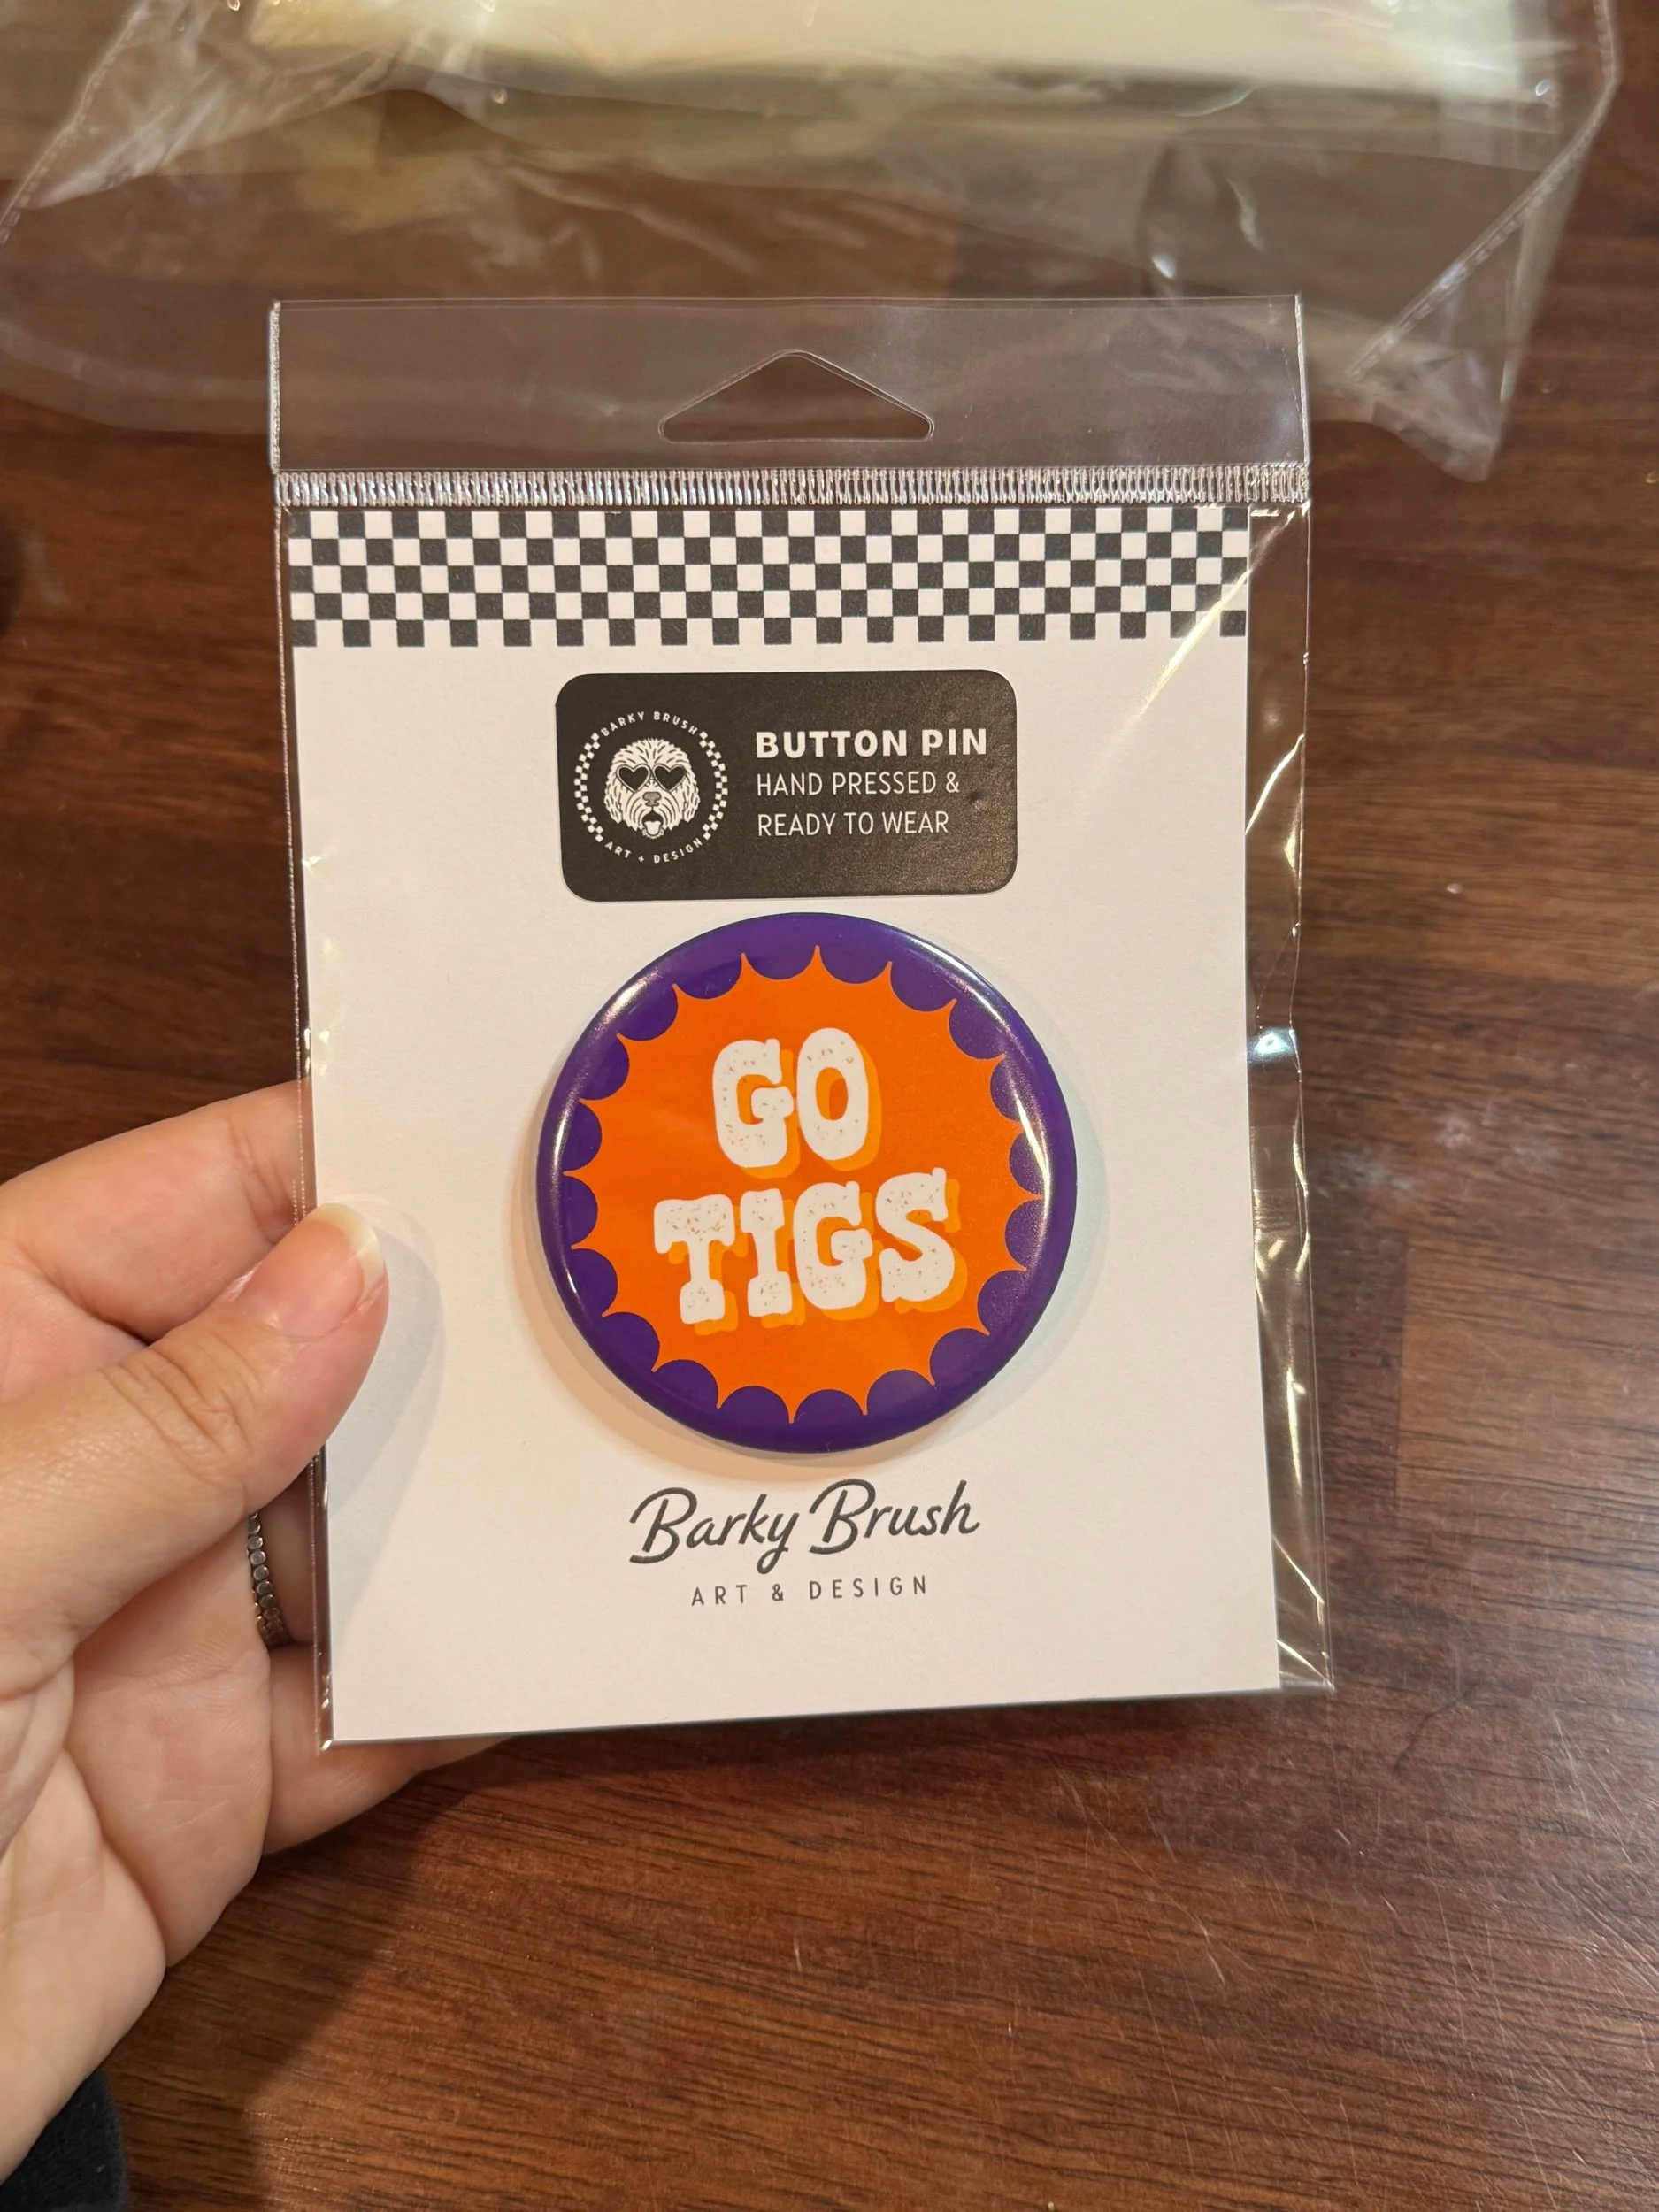 BARKY BRUSH
ART + DESIGN
BUTTON PIN
HAND PRESSED &
READY TO WEAR
GO
TIGS
Barky Brush
ART & DESIGN